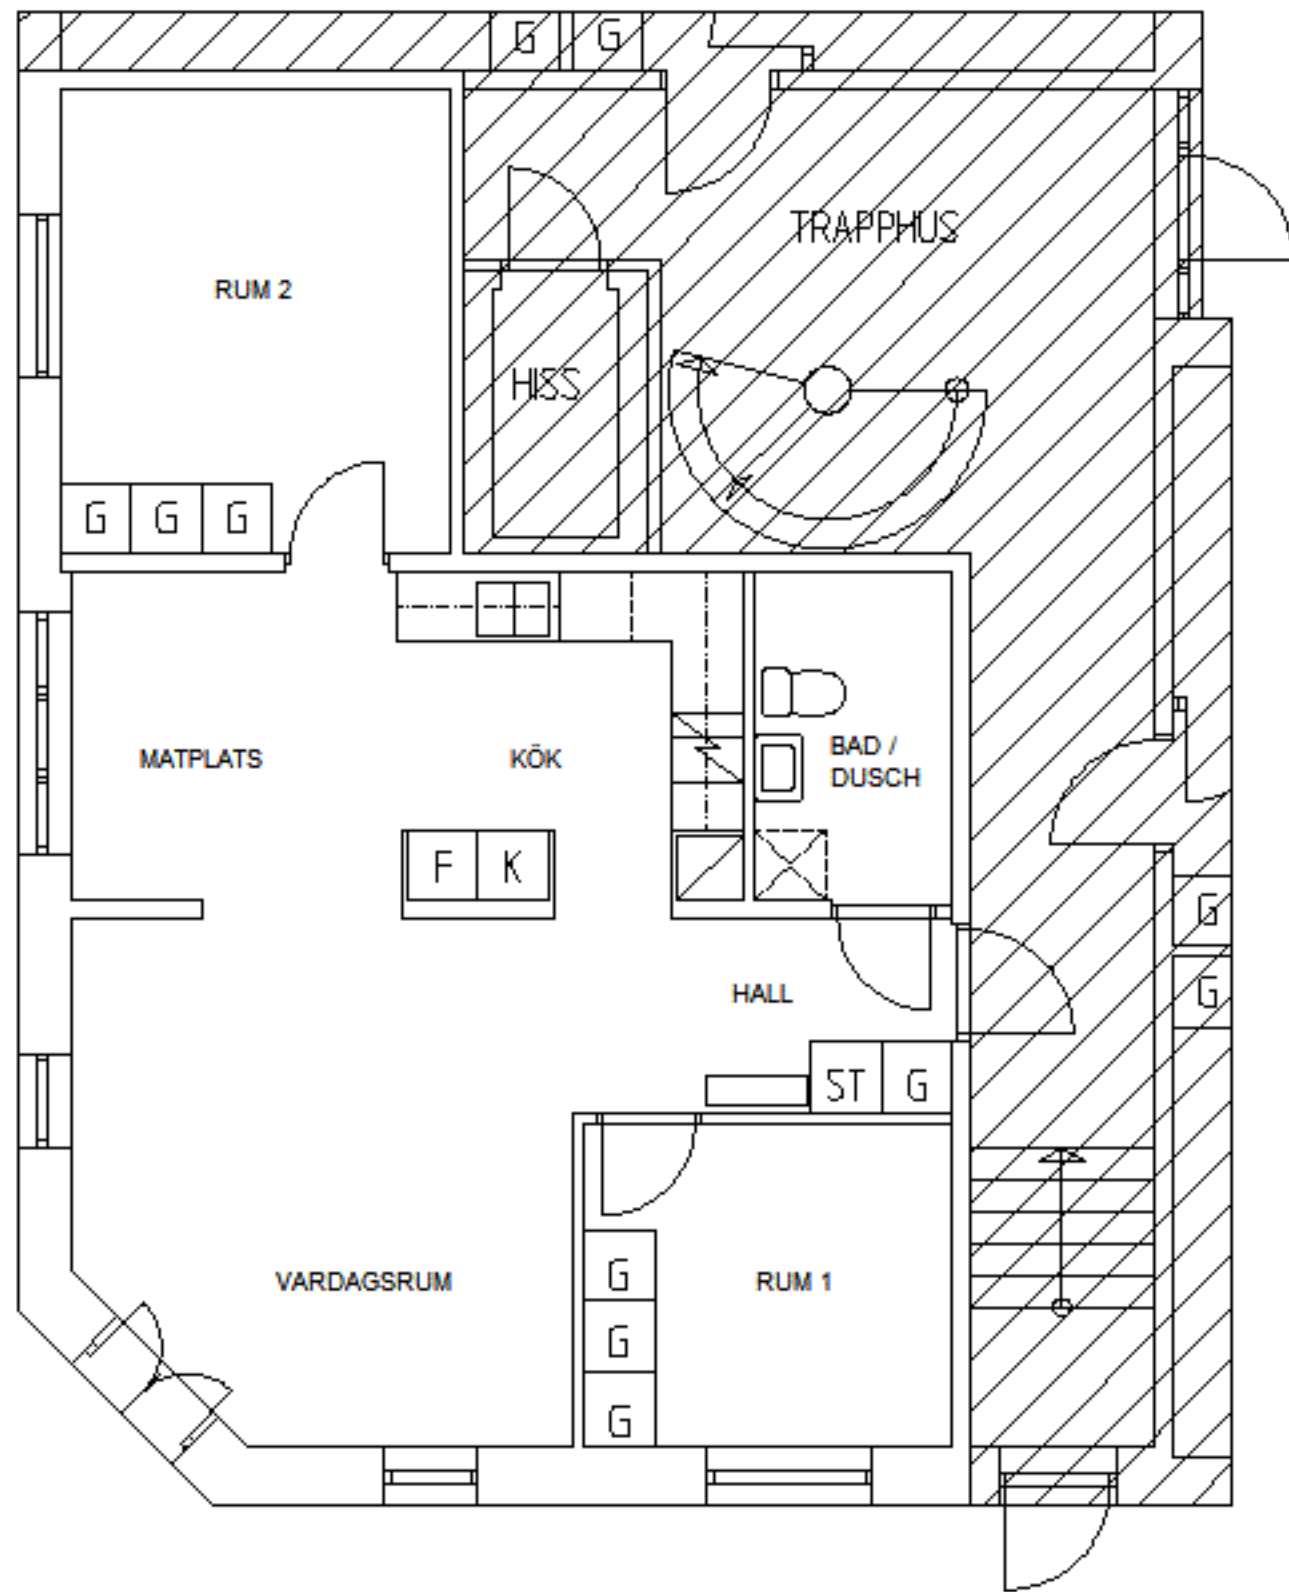 G G
TRAPPHUS
RUM 2
HISS
G G G
MATPLATS
KÖK
BAD /
DUSCH
F K
G
HALL
G
ST G
VARDAGSRUM
G
RUM 1
G
G